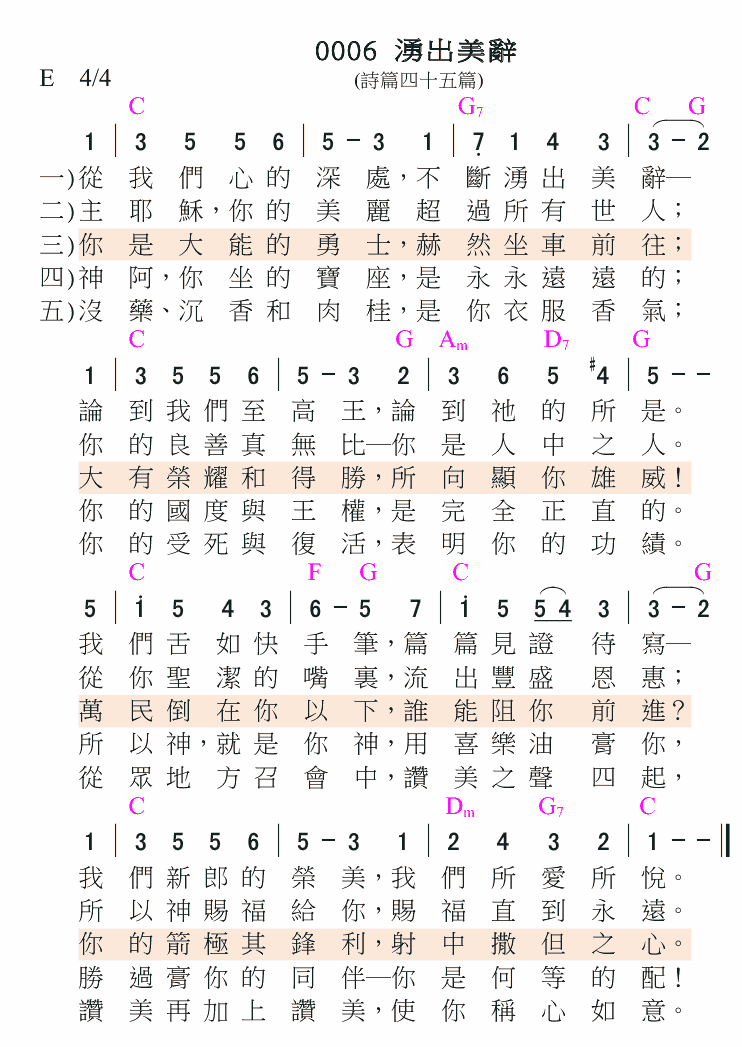 0006 湧出美辭
E 4/4 (詩篇四十五篇)
C G7 C G
1 | 3 5 5 6 | 5 - 3 1 | 7̣ 1 4 3 | 3 - 2
一)從 我們心的深處，不斷湧出美辭─
二)主耶穌，你的美麗超過所有世人；
三)你是大能的勇士，赫然坐車前往；
四)神阿，你坐的寶座，是永永遠遠的；
五)沒藥、沉香和肉桂，是你衣服香氣；
C G Am D7 G
1 | 3 5 5 6 | 5 - 3 2 | 3 6 5 #4 | 5 - -
論到我們至高王，論到祂的所是。
你的良善真無比─你是人中之人。
大有榮耀和得勝，所向顯你雄威！
你的國度與王權，是完全正直的。
你的受死與復活，表明你的功績。
C F G C G
5 | i 5 4 3 | 6 - 5 7 | i 5 5 4 3 | 3 - 2
我們舌如快手筆，篇篇見證待寫─
從你聖潔的嘴裏，流出豐盛恩惠；
萬民倒在你以下，誰能阻你前進？
所以神，就是你神，用喜樂油膏你，
從眾地方召會中，讚美之聲四起，
C Dm G7 C
1 | 3 5 5 6 | 5 - 3 1 | 2 4 3 2 | 1 - - ‖
我們新郎的榮美，我們所愛所悅。
所以神賜福給你，賜福直到永遠。
你的箭極其鋒利，射中撒但之心。
勝過膏你的同伴─你是何等的配！
讚美再加上讚美，使你稱心如意。